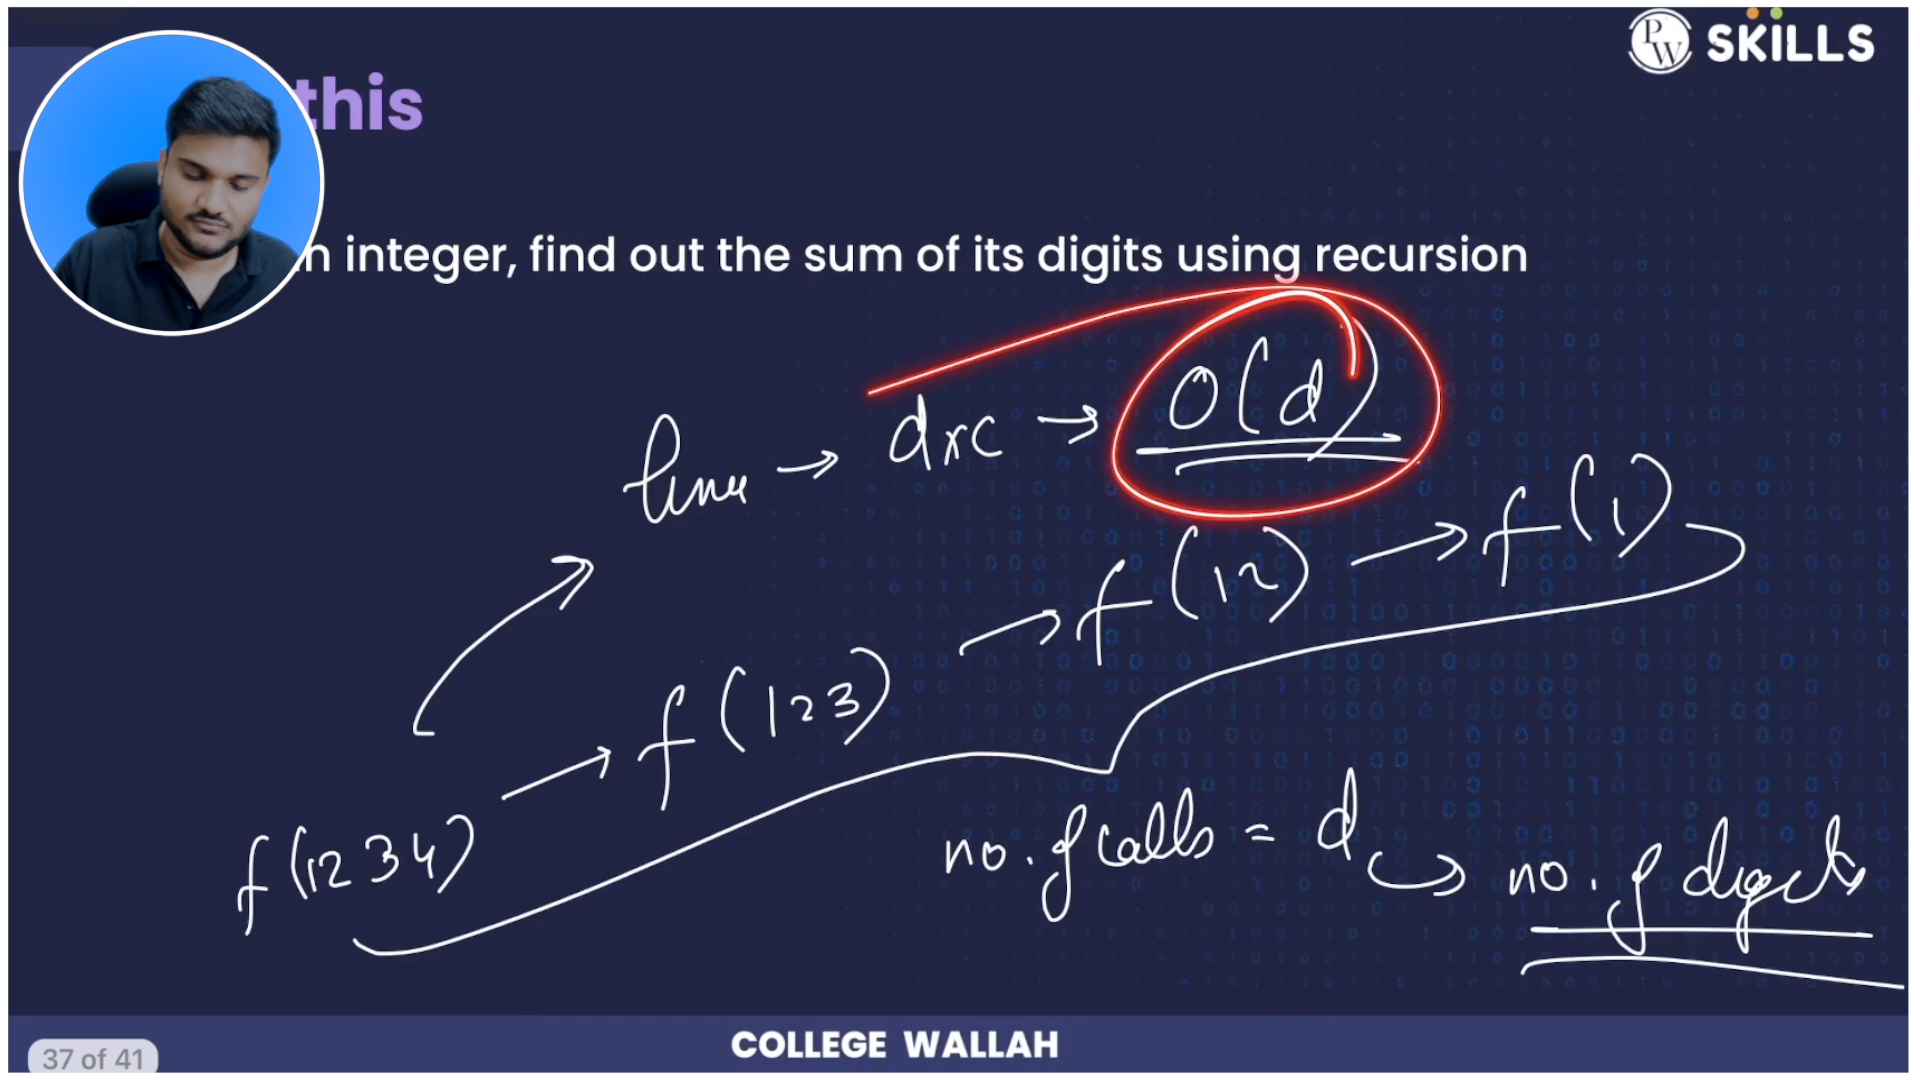 PW SKILLS
this
n integer, find out the sum of its digits using recursion
time → dxc → O(d)
f(1234) → f(123) → f(12) → f(1)
no. of calls = d → no. of digits
COLLEGE WALLAH
37 of 41